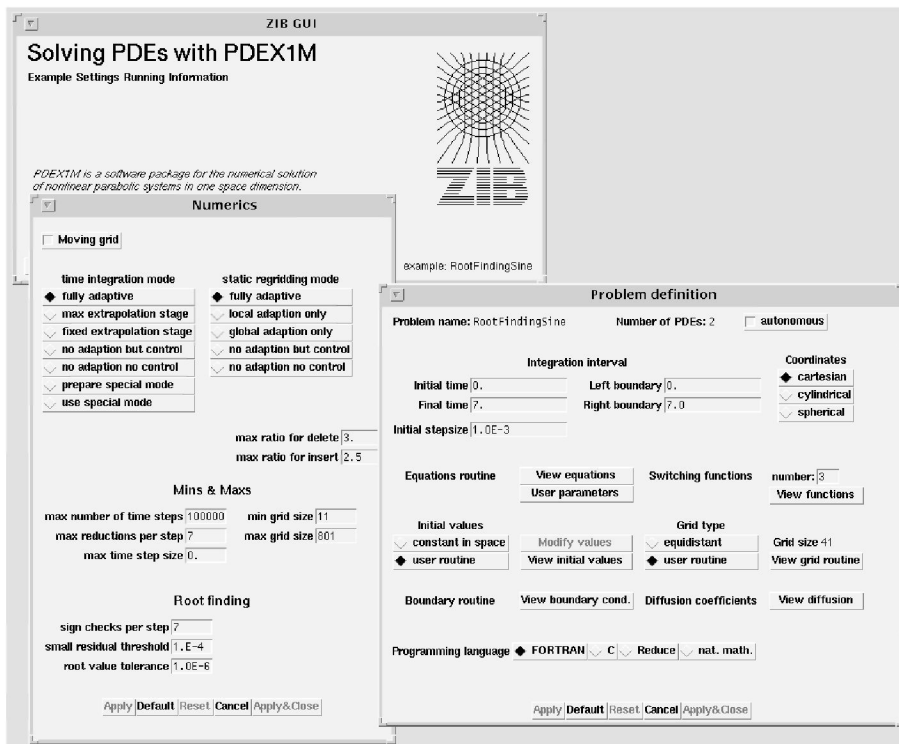 ZIB GUI
Solving PDEs with PDEX1M
Example Settings Running Information
PDEX1M is a software package for the numerical solution
of nonlinear parabolic systems in one space dimension.
ZIB
example: RootFindingSine
Numerics
Moving grid
time integration mode
fully adaptive
max extrapolation stage
fixed extrapolation stage
no adaption but control
no adaption no control
prepare special mode
use special mode
static regridding mode
fully adaptive
local adaption only
global adaption only
no adaption but control
no adaption no control
max ratio for delete 3.
max ratio for insert 2.5
Mins & Maxs
max number of time steps 100000 min grid size 11
max reductions per step 7 max grid size 801
max time step size 0.
Root finding
sign checks per step 7
small residual threshold 1.E-4
root value tolerance 1.0E-6
Apply Default Reset Cancel Apply&Close
Problem definition
Problem name: RootFindingSine Number of PDEs: 2 autonomous
Integration interval
Initial time 0. Left boundary 0.
Final time 7. Right boundary 7.0
Initial stepsize 1.0E-3
Coordinates
cartesian
cylindrical
spherical
Equations routine View equations Switching functions number: 3
User parameters View functions
Initial values Grid type
constant in space Modify values equidistant Grid size 41
user routine View initial values user routine View grid routine
Boundary routine View boundary cond. Diffusion coefficients View diffusion
Programming language FORTRAN C Reduce nat. math.
Apply Default Reset Cancel Apply&Close